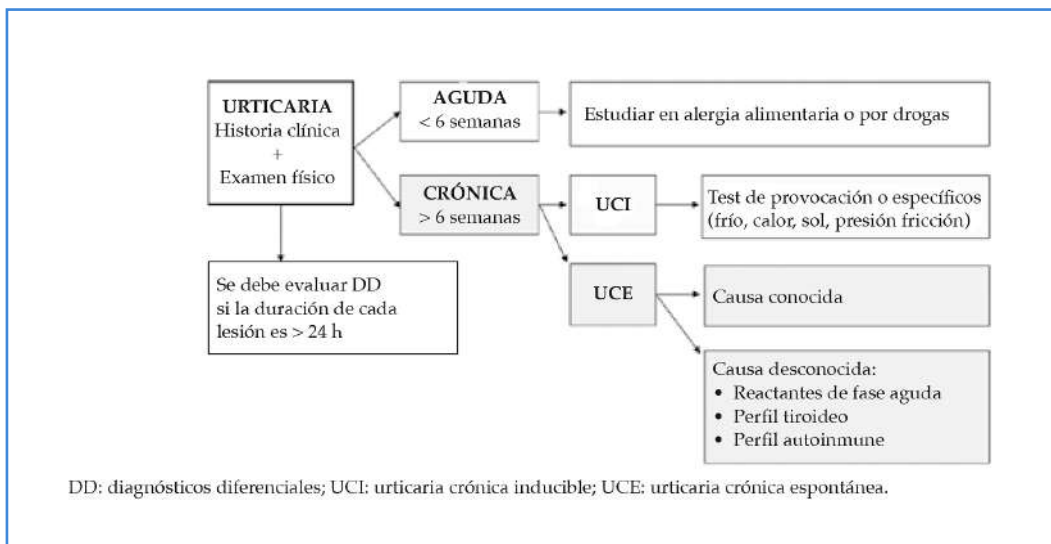 URTICARIA
Historia clínica
+
Examen físico
AGUDA
< 6 semanas
Estudiar en alergia alimentaria o por drogas
CRÓNICA
> 6 semanas
UCI
Test de provocación o específicos
(frío, calor, sol, presión fricción)
Se debe evaluar DD
si la duración de cada
lesión es > 24 h
UCE
Causa conocida
Causa desconocida:
• Reactantes de fase aguda
• Perfil tiroideo
• Perfil autoinmune
DD: diagnósticos diferenciales; UCI: urticaria crónica inducible; UCE: urticaria crónica espontánea.